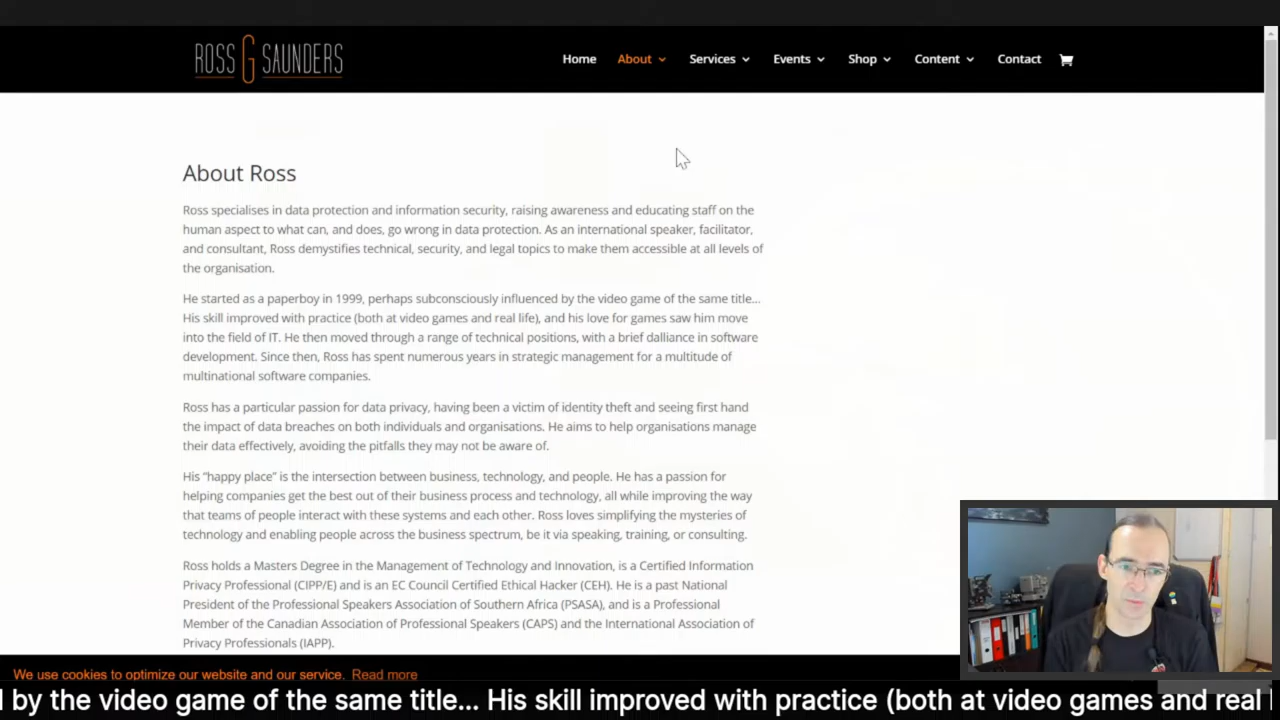 ROSS G SAUNDERS
Home About Services Events Shop Content Contact
About Ross
Ross specialises in data protection and information security, raising awareness and educating staff on the
human aspect to what can, and does, go wrong in data protection. As an international speaker, facilitator,
and consultant, Ross demystifies technical, security, and legal topics to make them accessible at all levels of
the organisation.
He started as a paperboy in 1999, perhaps subconsciously influenced by the video game of the same title...
His skill improved with practice (both at video games and real life), and his love for games saw him move
into the field of IT. He then moved through a range of technical positions, with a brief dalliance in software
development. Since then, Ross has spent numerous years in strategic management for a multitude of
multinational software companies.
Ross has a particular passion for data privacy, having been a victim of identity theft and seeing first hand
the impact of data breaches on both individuals and organisations. He aims to help organisations manage
their data effectively, avoiding the pitfalls they may not be aware of.
His “happy place” is the intersection between business, technology, and people. He has a passion for
helping companies get the best out of their business process and technology, all while improving the way
that teams of people interact with these systems and each other. Ross loves simplifying the mysteries of
technology and enabling people across the business spectrum, be it via speaking, training, or consulting.
Ross holds a Masters Degree in the Management of Technology and Innovation, is a Certified Information
Privacy Professional (CIPP/E) and is an EC Council Certified Ethical Hacker (CEH). He is a past National
President of the Professional Speakers Association of Southern Africa (PSASA), and is a Professional
Member of the Canadian Association of Professional Speakers (CAPS) and the International Association of
Privacy Professionals (IAPP).
We use cookies to optimize our website and our service. Read more
by the video game of the same title... His skill improved with practice (both at video games and real